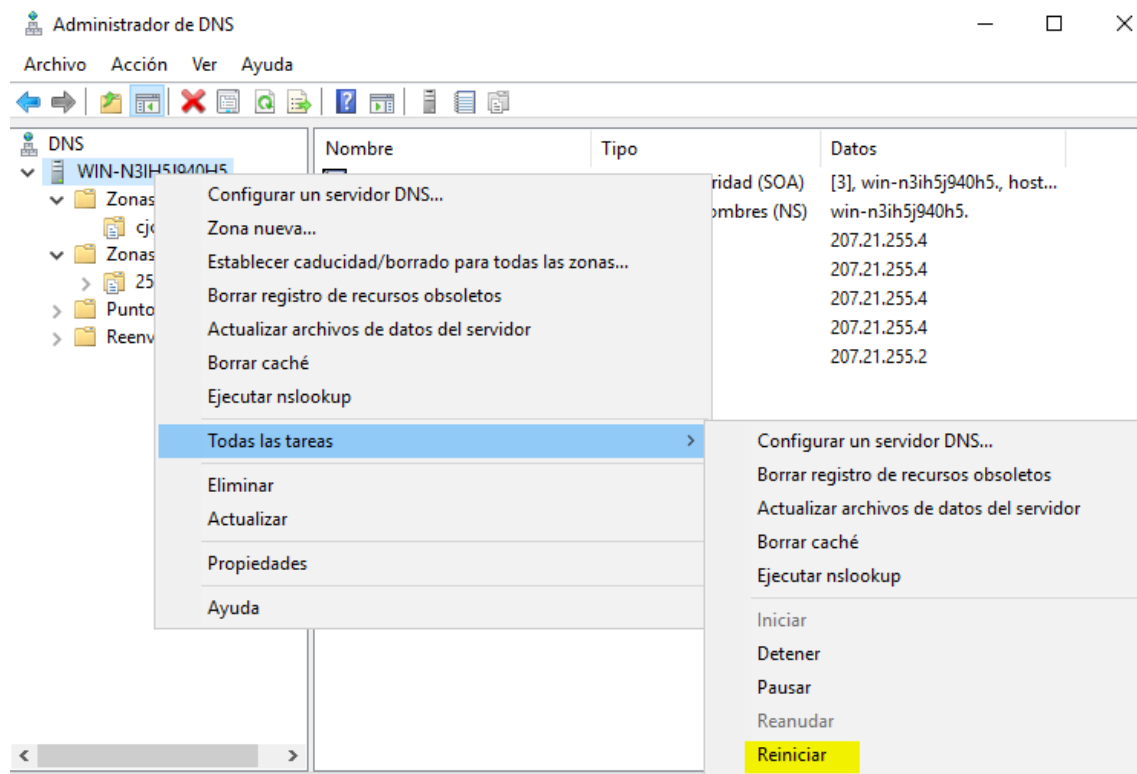 Administrador de DNS
Archivo Acción Ver Ayuda
DNS
WIN-N3IH5J940H5
Zonas
cjo
Zonas
25
Punto
Reenv
Nombre Tipo Datos
ridad (SOA) [3], win-n3ih5j940h5., host...
ombres (NS) win-n3ih5j940h5.
207.21.255.4
207.21.255.4
207.21.255.4
207.21.255.4
207.21.255.2
Configurar un servidor DNS...
Zona nueva...
Establecer caducidad/borrado para todas las zonas...
Borrar registro de recursos obsoletos
Actualizar archivos de datos del servidor
Borrar caché
Ejecutar nslookup
Todas las tareas
Eliminar
Actualizar
Propiedades
Ayuda
Configurar un servidor DNS...
Borrar registro de recursos obsoletos
Actualizar archivos de datos del servidor
Borrar caché
Ejecutar nslookup
Iniciar
Detener
Pausar
Reanudar
Reiniciar